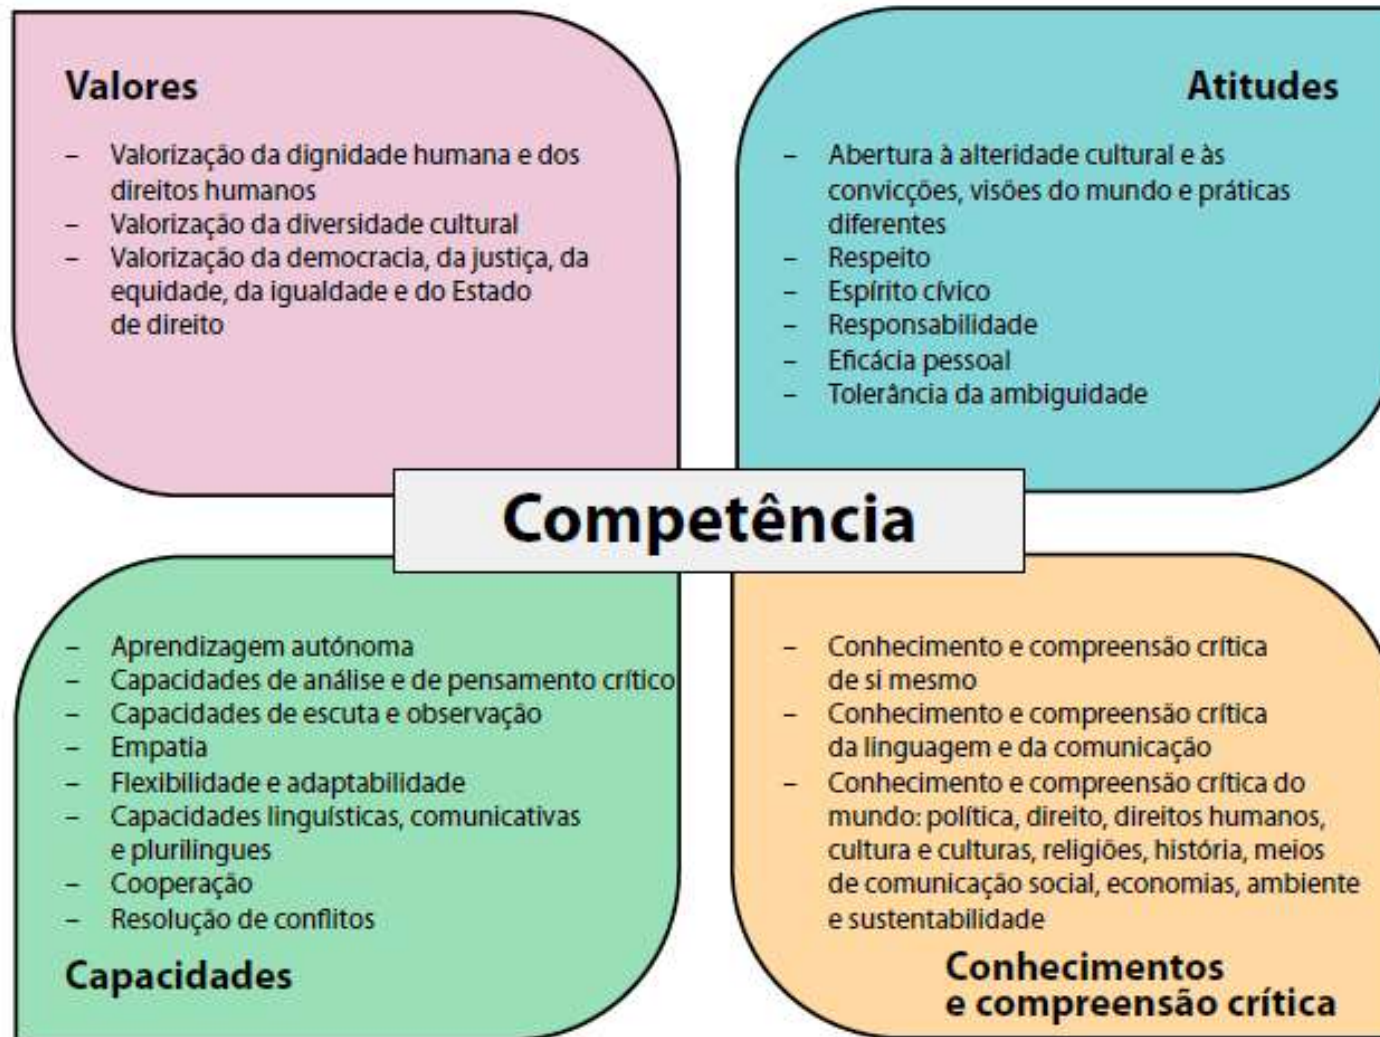 Valores
– Valorização da dignidade humana e dos
direitos humanos
– Valorização da diversidade cultural
– Valorização da democracia, da justiça, da
equidade, da igualdade e do Estado
de direito
Atitudes
– Abertura à alteridade cultural e às
convicções, visões do mundo e práticas
diferentes
– Respeito
– Espírito cívico
– Responsabilidade
– Eficácia pessoal
– Tolerância da ambiguidade
Competência
– Aprendizagem autónoma
– Capacidades de análise e de pensamento crítico
– Capacidades de escuta e observação
– Empatia
– Flexibilidade e adaptabilidade
– Capacidades linguísticas, comunicativas
e plurilingues
– Cooperação
– Resolução de conflitos
Capacidades
– Conhecimento e compreensão crítica
de si mesmo
– Conhecimento e compreensão crítica
da linguagem e da comunicação
– Conhecimento e compreensão crítica do
mundo: política, direito, direitos humanos,
cultura e culturas, religiões, história, meios
de comunicação social, economias, ambiente
e sustentabilidade
Conhecimentos
e compreensão crítica